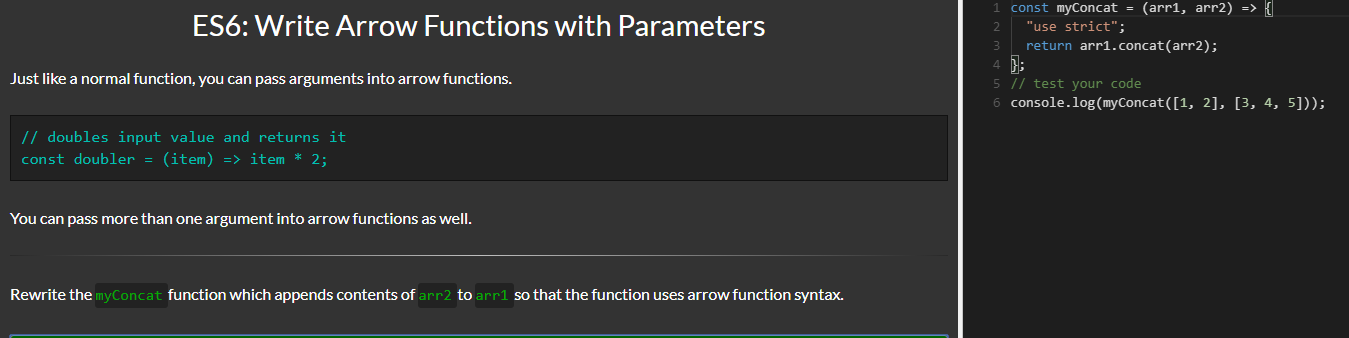 ES6: Write Arrow Functions with Parameters
Just like a normal function, you can pass arguments into arrow functions.
// doubles input value and returns it
const doubler = (item) => item * 2;
You can pass more than one argument into arrow functions as well.
Rewrite the myConcat function which appends contents of arr2 to arr1 so that the function uses arrow function syntax.
1 const myConcat = (arr1, arr2) => {
2 "use strict";
3 return arr1.concat(arr2);
4 };
5 // test your code
6 console.log(myConcat([1, 2], [3, 4, 5]));